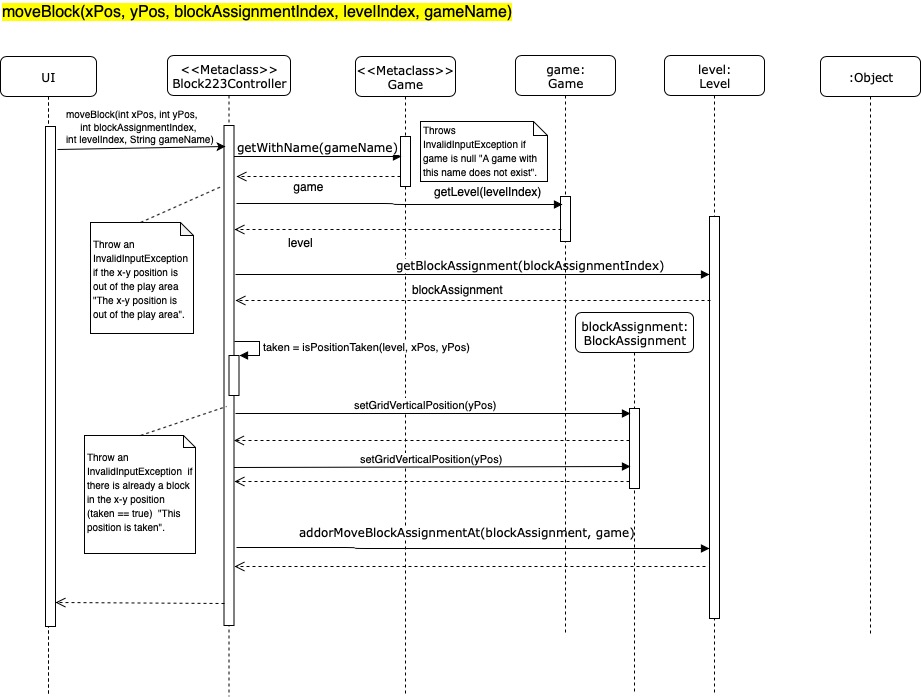 moveBlock(xPos, yPos, blockAssignmentIndex, levelIndex, gameName)
UI
<<Metaclass>>
Block223Controller
<<Metaclass>>
Game
game:
Game
level:
Level
:Object
moveBlock(int xPos, int yPos,
int blockAssignmentIndex,
int levelIndex, String gameName)
getWithName(gameName)
Throws
InvalidInputException if
game is null "A game with
this name does not exist".
game
getLevel(levelIndex)
level
Throw an
InvalidInputException
if the x-y position is
out of the play area
"The x-y position is
out of the play area".
getBlockAssignment(blockAssignmentIndex)
blockAssignment
blockAssignment:
BlockAssignment
taken = isPositionTaken(level, xPos, yPos)
setGridVerticalPosition(yPos)
Throw an
InvalidInputException  if
there is already a block
in the x-y position
(taken == true)  "This
position is taken".
setGridVerticalPosition(yPos)
addorMoveBlockAssignmentAt(blockAssignment, game)